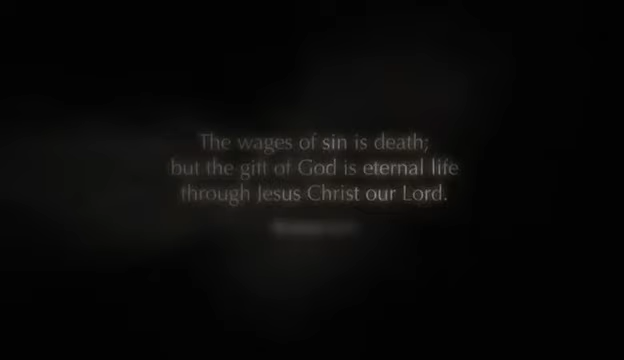 The wages of sin is death;
but the gift of God is eternal life
through Jesus Christ our Lord.